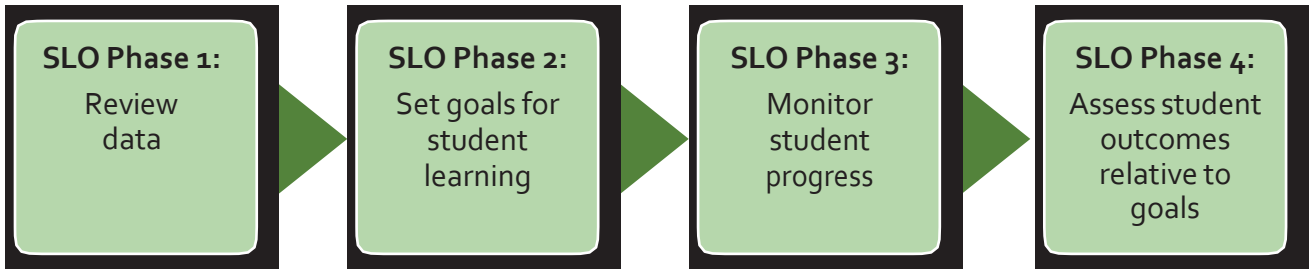 SLO Phase 1:
Review
data
SLO Phase 2:
Set goals for
student
learning
SLO Phase 3:
Monitor
student
progress
SLO Phase 4:
Assess student
outcomes
relative to
goals